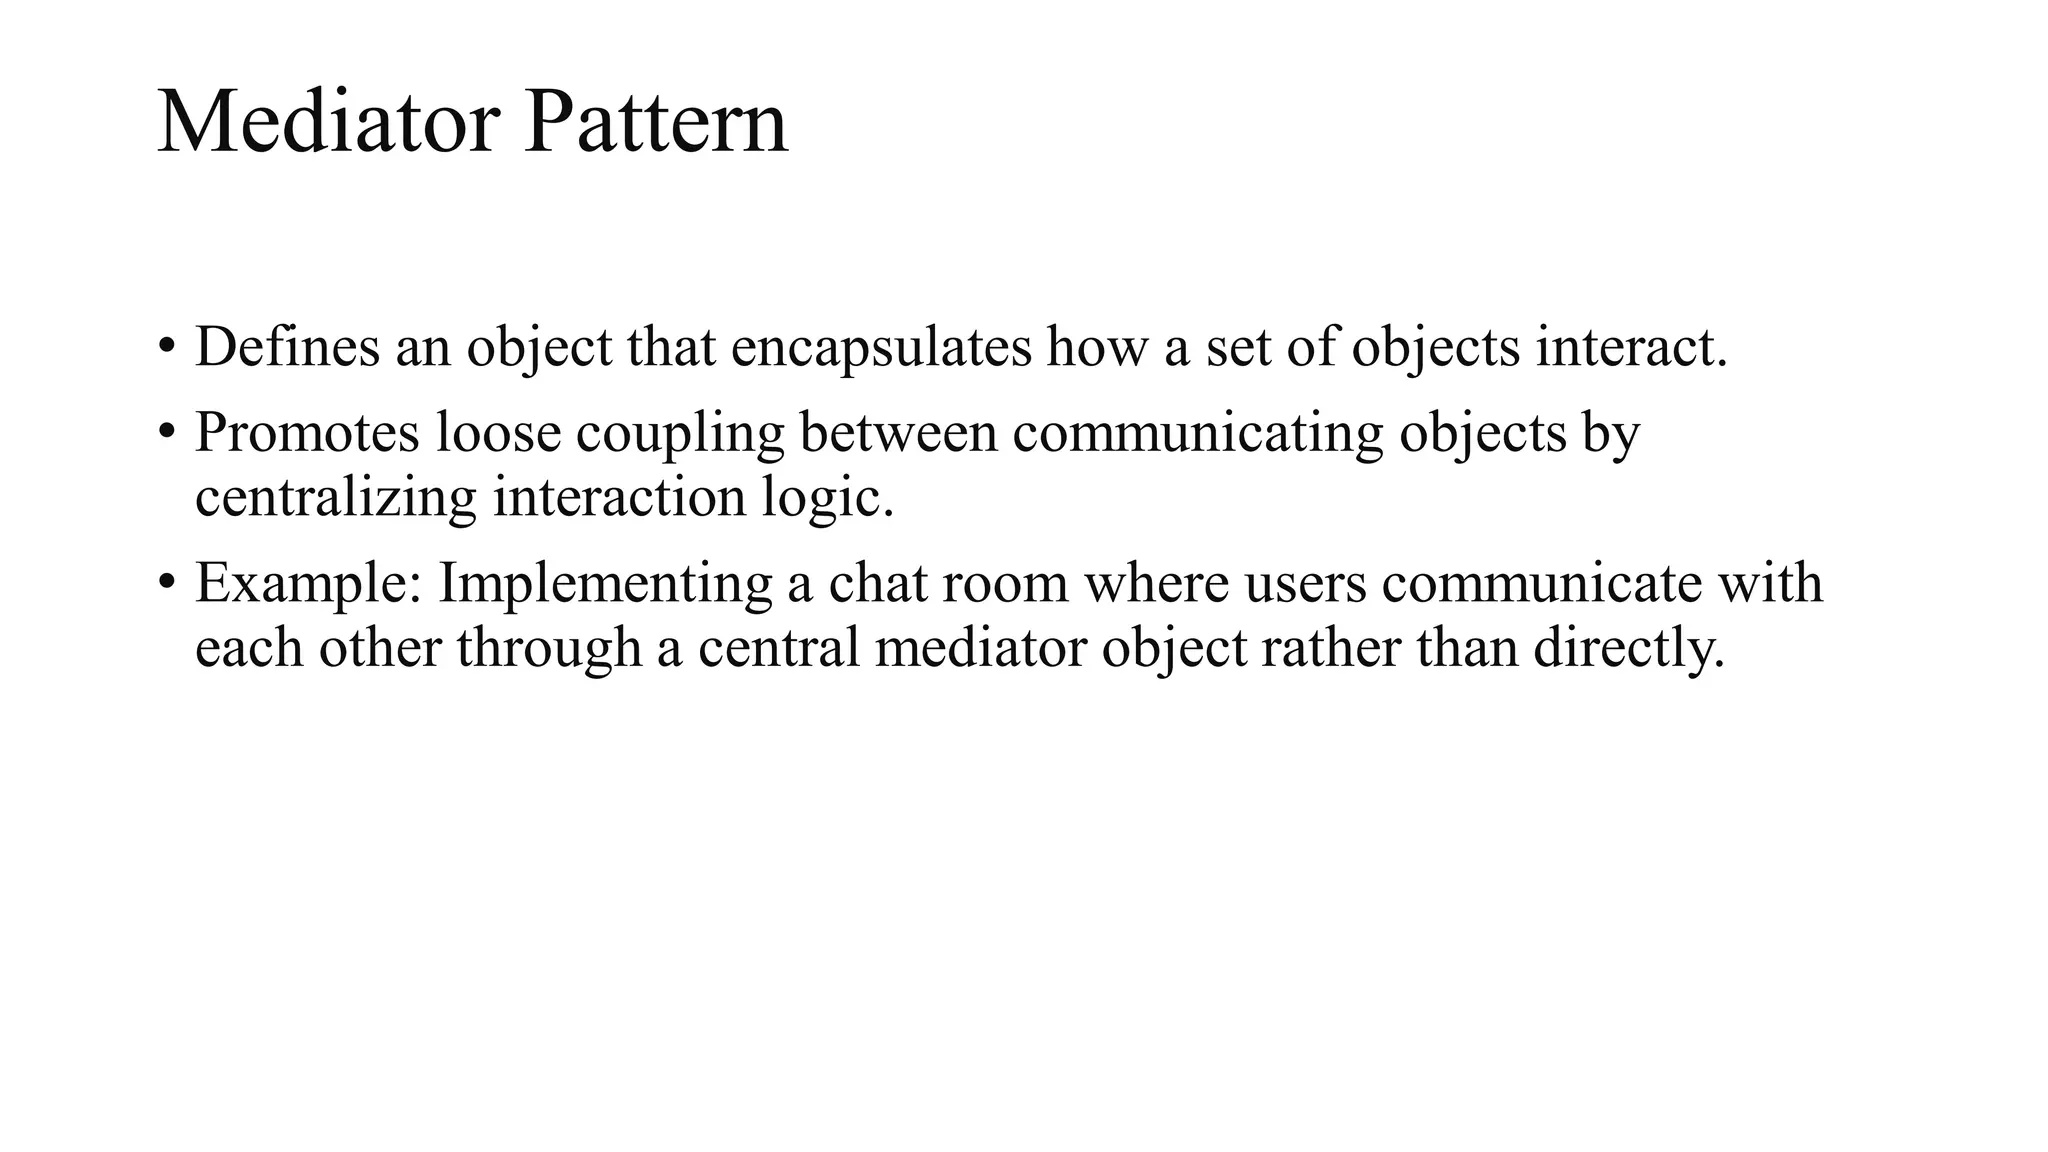 Mediator Pattern
• Defines an object that encapsulates how a set of objects interact.
• Promotes loose coupling between communicating objects by
centralizing interaction logic.
• Example: Implementing a chat room where users communicate with
each other through a central mediator object rather than directly.